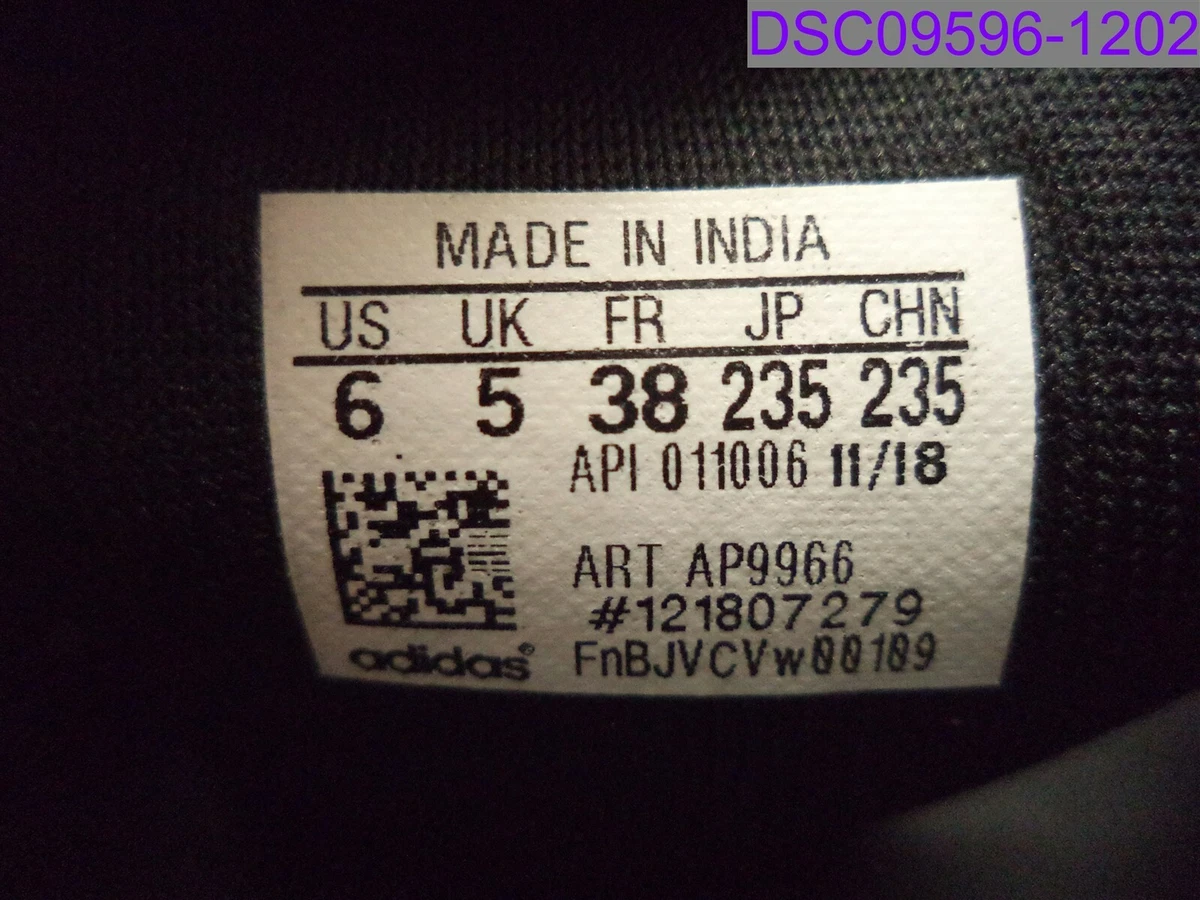 DSC09596-1202
MADE IN INDIA
US UK FR JP CHN
6 5 38 235 235
API 011006 11/18
ART AP9966
#121807279
FnBJVCVw00109
adidas®